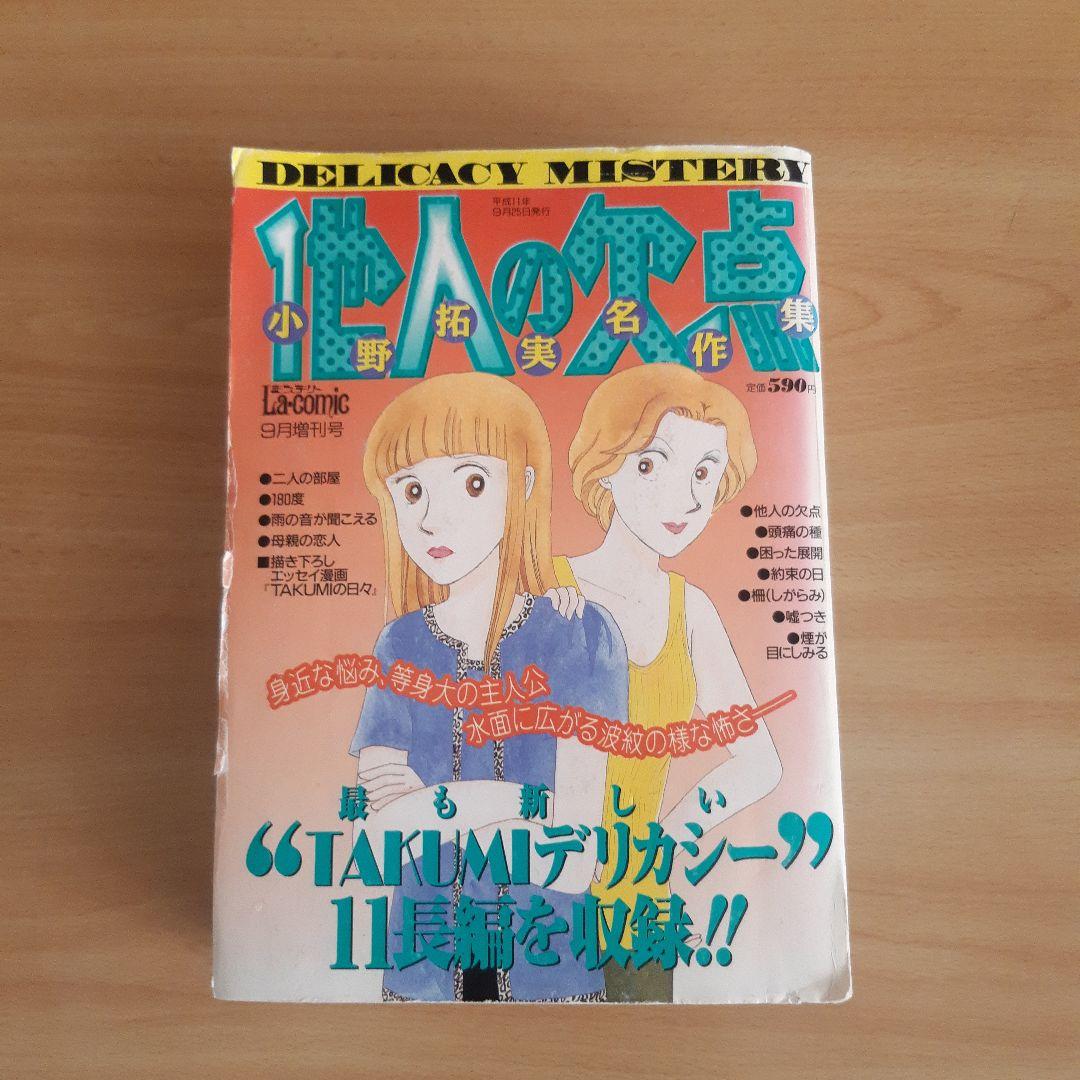 DELICACY MISTERY
平成11年
9月25日発行
他人の欠点
小野拓実名作集
定価590円
ミステリー
La・comic
9月増刊号
●二人の部屋
●180度
●雨の音が聞こえる
●母親の恋人
■描き下ろし
エッセイ漫画
『TAKUMIの日々』
●他人の欠点
●頭痛の種
●困った展開
●約束の日
●柵(しがらみ)
●嘘つき
●煙が
目にしみる
身近な悩み、等身大の主人公
水面に広がる波紋の様な怖さ──
最も新しい
“TAKUMIデリカシー”
11長編を収録!!